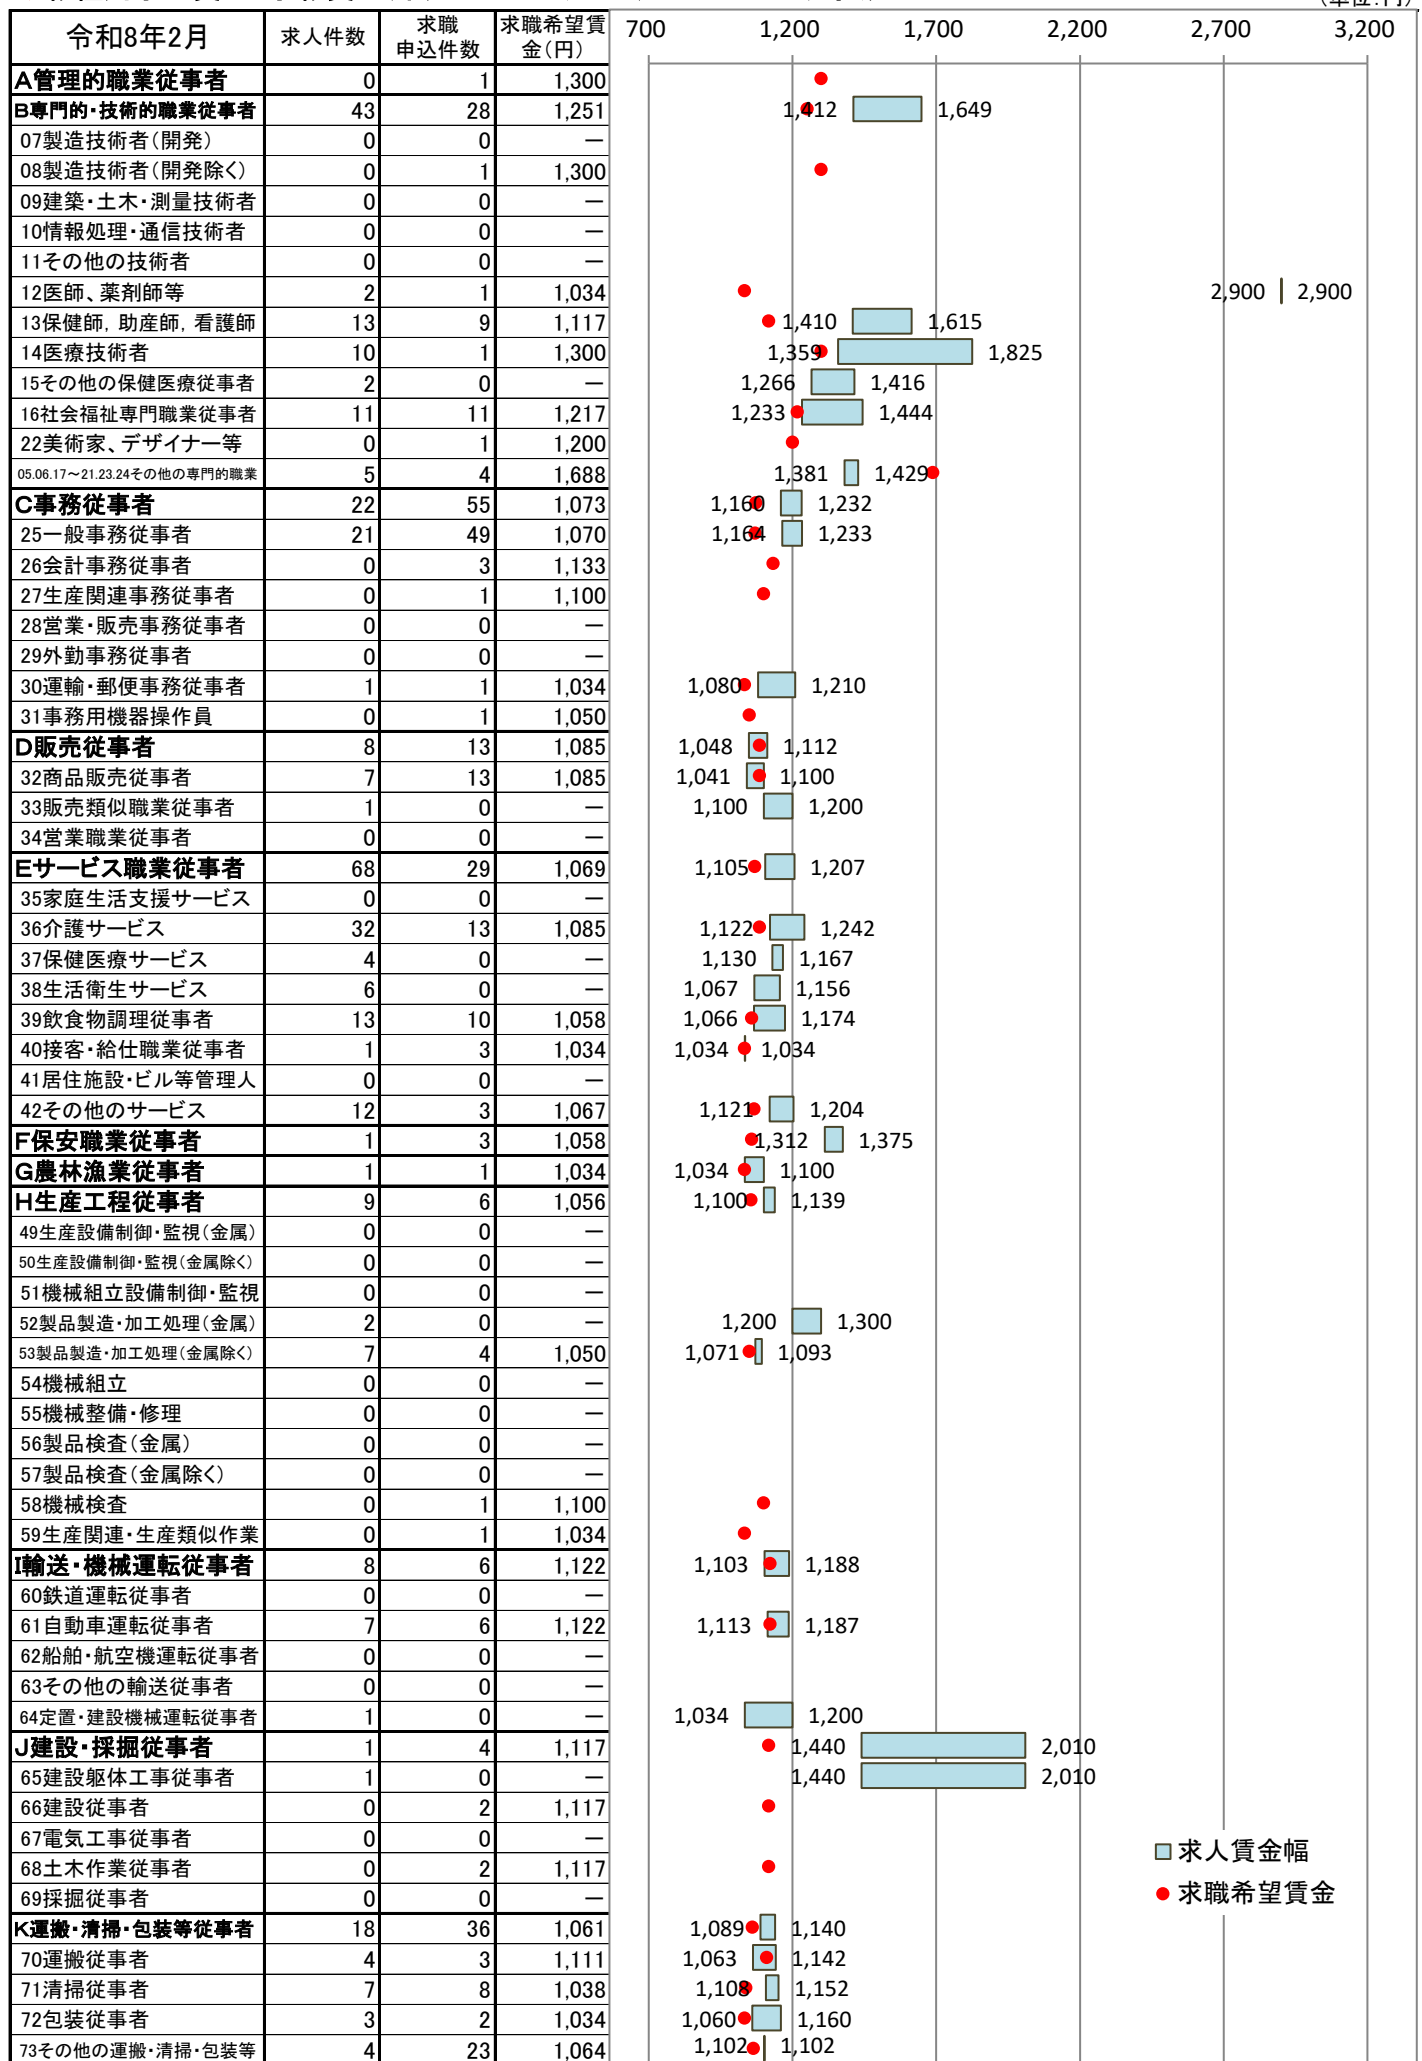 (単位:円)
令和8年2月 求人件数 求職申込件数 求職希望賃金(円) 700 1,200 1,700 2,200 2,700 3,200
A管理的職業従事者 0 1 1,300
B専門的・技術的職業従事者 43 28 1,251 1,412 1,649
07製造技術者(開発) 0 0 ―
08製造技術者(開発除く) 0 1 1,300
09建築・土木・測量技術者 0 0 ―
10情報処理・通信技術者 0 0 ―
11その他の技術者 0 0 ―
12医師、薬剤師等 2 1 1,034 2,900 2,900
13保健師,助産師,看護師 13 9 1,117 1,410 1,615
14医療技術者 10 1 1,300 1,359 1,825
15その他の保健医療従事者 2 0 ― 1,266 1,416
16社会福祉専門職業従事者 11 11 1,217 1,233 1,444
22美術家、デザイナー等 0 1 1,200
05.06.17～21.23.24その他の専門的職業 5 4 1,688 1,381 1,429
C事務従事者 22 55 1,073 1,160 1,232
25一般事務従事者 21 49 1,070 1,164 1,233
26会計事務従事者 0 3 1,133
27生産関連事務従事者 0 1 1,100
28営業・販売事務従事者 0 0 ―
29外勤事務従事者 0 0 ―
30運輸・郵便事務従事者 1 1 1,034 1,080 1,210
31事務用機器操作員 0 1 1,050
D販売従事者 8 13 1,085 1,048 1,112
32商品販売従事者 7 13 1,085 1,041 1,100
33販売類似職業従事者 1 0 ― 1,100 1,200
34営業職業従事者 0 0 ―
Eサービス職業従事者 68 29 1,069 1,105 1,207
35家庭生活支援サービス 0 0 ―
36介護サービス 32 13 1,085 1,122 1,242
37保健医療サービス 4 0 ― 1,130 1,167
38生活衛生サービス 6 0 ― 1,067 1,156
39飲食物調理従事者 13 10 1,058 1,066 1,174
40接客・給仕職業従事者 1 3 1,034 1,034 1,034
41居住施設・ビル等管理人 0 0 ―
42その他のサービス 12 3 1,067 1,121 1,204
F保安職業従事者 1 3 1,058 1,312 1,375
G農林漁業従事者 1 1 1,034 1,034 1,100
H生産工程従事者 9 6 1,056 1,100 1,139
49生産設備制御・監視(金属) 0 0 ―
50生産設備制御・監視(金属除く) 0 0 ―
51機械組立設備制御・監視 0 0 ―
52製品製造・加工処理(金属) 2 0 ― 1,200 1,300
53製品製造・加工処理(金属除く) 7 4 1,050 1,071 1,093
54機械組立 0 0 ―
55機械整備・修理 0 0 ―
56製品検査(金属) 0 0 ―
57製品検査(金属除く) 0 0 ―
58機械検査 0 1 1,100
59生産関連・生産類似作業 0 1 1,034
I輸送・機械運転従事者 8 6 1,122 1,103 1,188
60鉄道運転従事者 0 0 ―
61自動車運転従事者 7 6 1,122 1,113 1,187
62船舶・航空機運転従事者 0 0 ―
63その他の輸送従事者 0 0 ―
64定置・建設機械運転従事者 1 0 ― 1,034 1,200
J建設・採掘従事者 1 4 1,117 1,440 2,010
65建設躯体工事従事者 1 0 ― 1,440 2,010
66建設従事者 0 2 1,117
67電気工事従事者 0 0 ―
求人賃金幅
68土木作業従事者 0 2 1,117
求職希望賃金
69採掘従事者 0 0 ―
K運搬・清掃・包装等従事者 18 36 1,061 1,089 1,140
70運搬従事者 4 3 1,111 1,063 1,142
71清掃従事者 7 8 1,038 1,108 1,152
72包装従事者 3 2 1,034 1,060 1,160
73その他の運搬・清掃・包装等 4 23 1,064 1,102 1,102